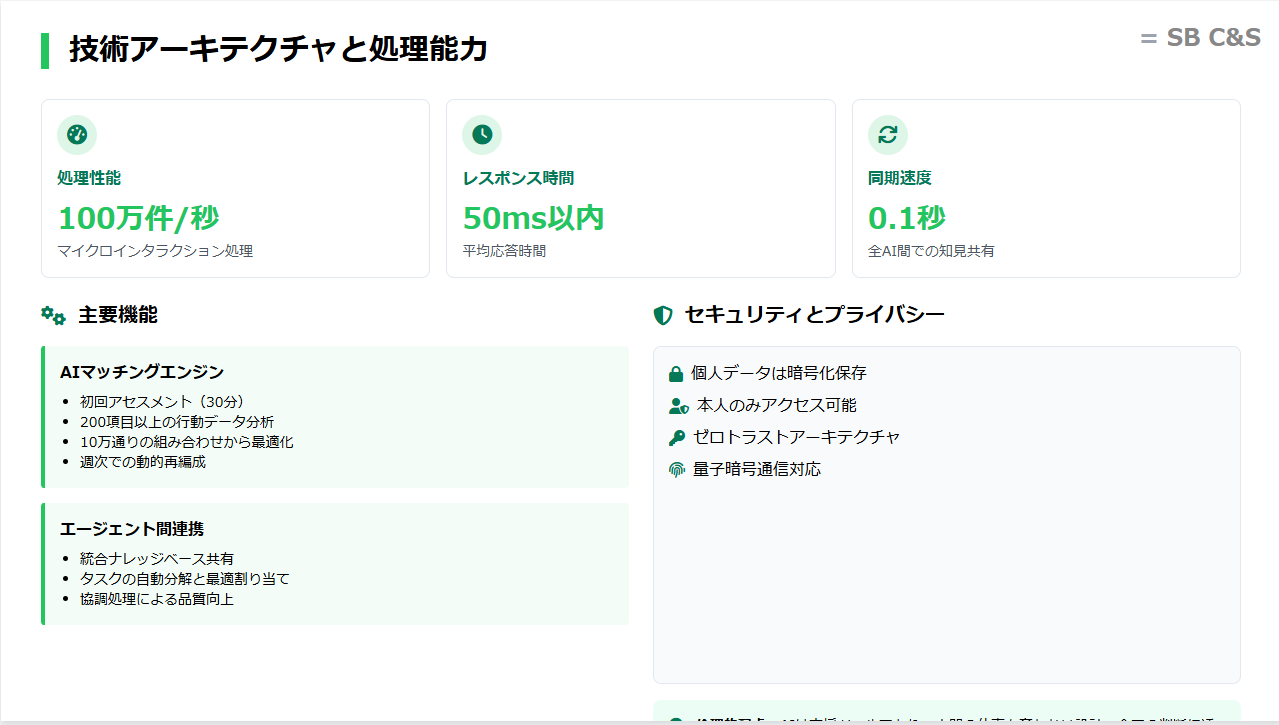 技術アーキテクチャと処理能力
= SB C&S
処理性能
100万件/秒
マイクロインタラクション処理
レスポンス時間
50ms以内
平均応答時間
同期速度
0.1秒
全AI間での知見共有
主要機能
AIマッチングエンジン
• 初回アセスメント（30分）
• 200項目以上の行動データ分析
• 10万通りの組み合わせから最適化
• 週次での動的再編成
エージェント間連携
• 統合ナレッジベース共有
• タスクの自動分解と最適割り当て
• 協調処理による品質向上
セキュリティとプライバシー
個人データは暗号化保存
本人のみアクセス可能
ゼロトラストアーキテクチャ
量子暗号通信対応